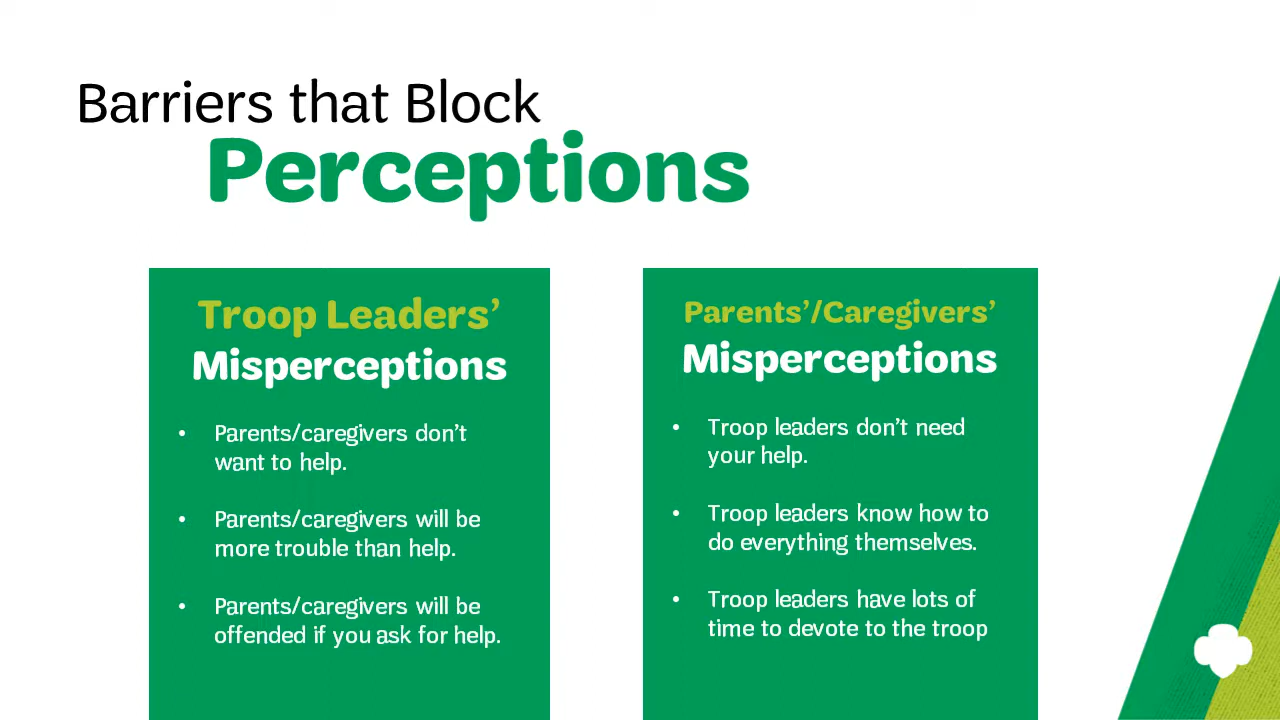 Barriers that Block
Perceptions
Troop Leaders’
Misperceptions
• Parents/caregivers don’t
want to help.
• Parents/caregivers will be
more trouble than help.
• Parents/caregivers will be
offended if you ask for help.
Parents’/Caregivers’
Misperceptions
• Troop leaders don’t need
your help.
• Troop leaders know how to
do everything themselves.
• Troop leaders have lots of
time to devote to the troop